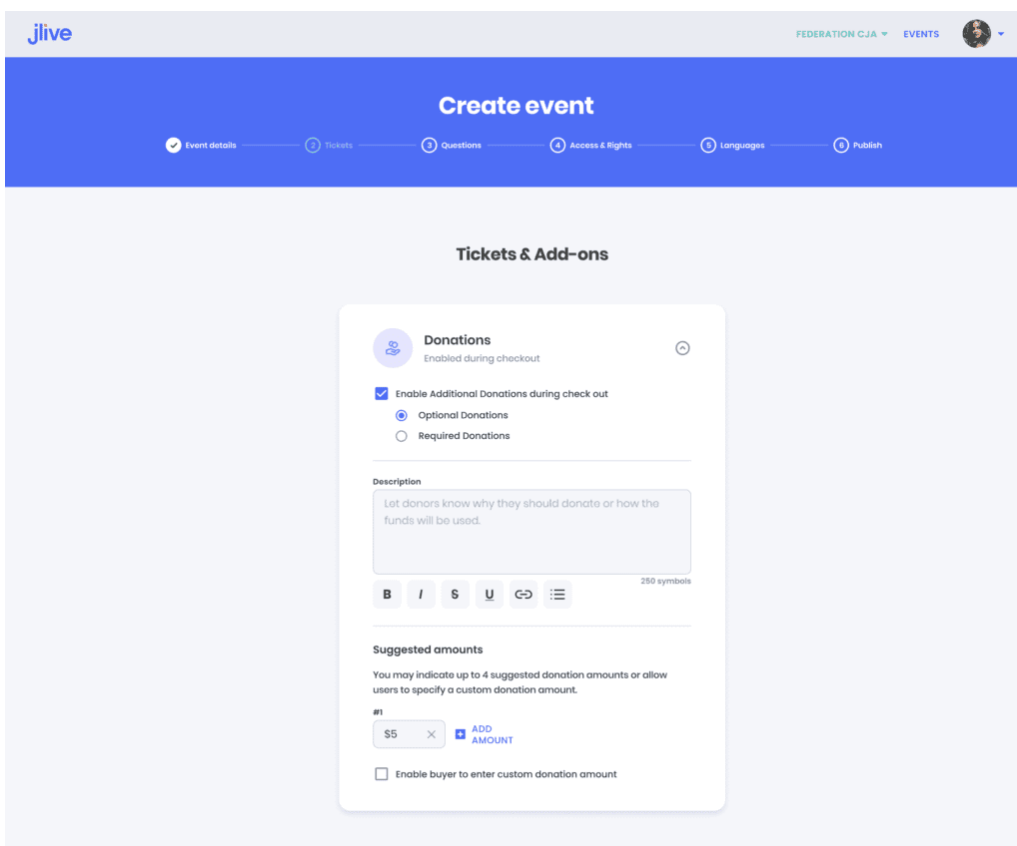 jlive
FEDERATION CJA
EVENTS
Create event
Event details
2 Tickets
3 Questions
4 Access & Rights
5 Languages
6 Publish
Tickets & Add-ons
Donations
Enabled during checkout
Enable Additional Donations during check out
Optional Donations
Required Donations
Description
Let donors know why they should donate or how the
funds will be used.
250 symbols
B I S U
Suggested amounts
You may indicate up to 4 suggested donation amounts or allow
users to specify a custom donation amount.
#1
$5
ADD
AMOUNT
Enable buyer to enter custom donation amount